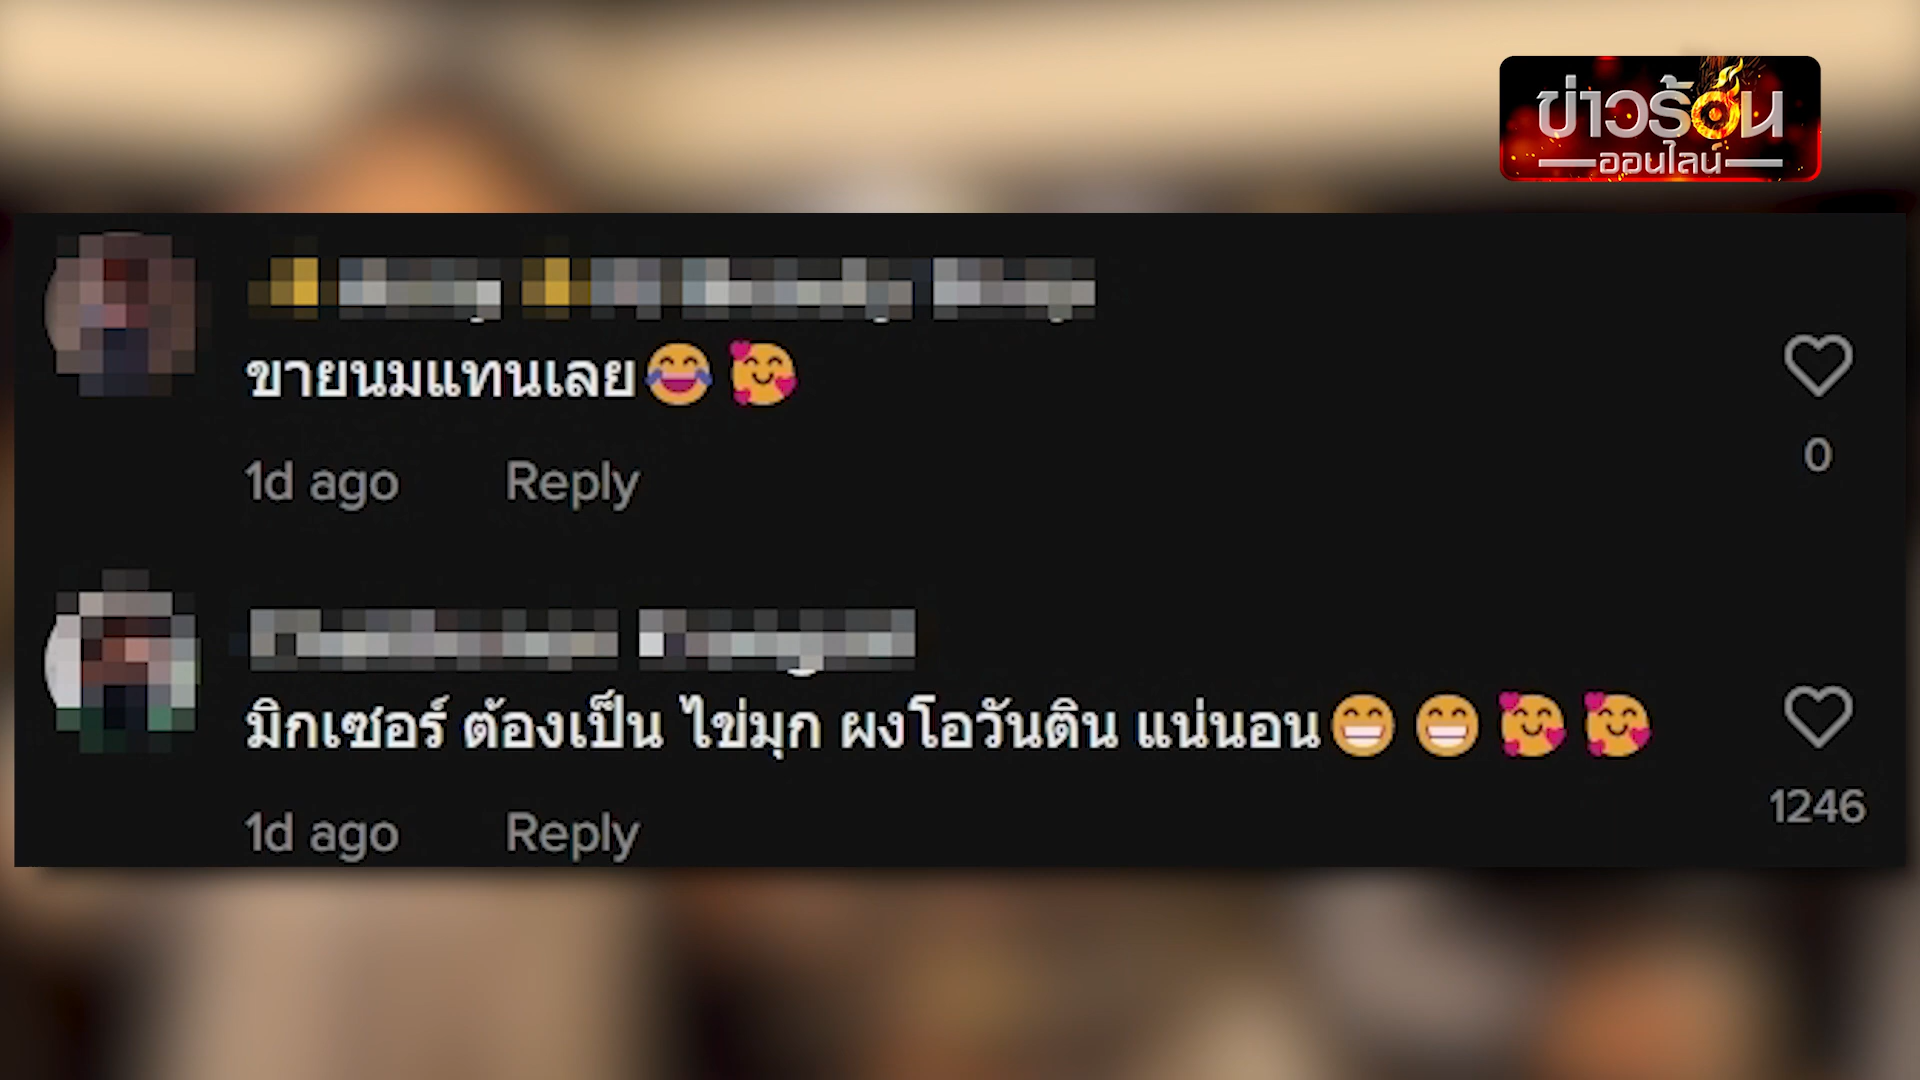 ข่าวร้อน
ออนไลน์
ขายนมแทนเลย😂 🥰
1d ago Reply
0
มิกเซอร์ ต้องเป็น ไข่มุก ผงโอวันติน แน่นอน😁 😁 🥰 🥰
1d ago Reply
1246